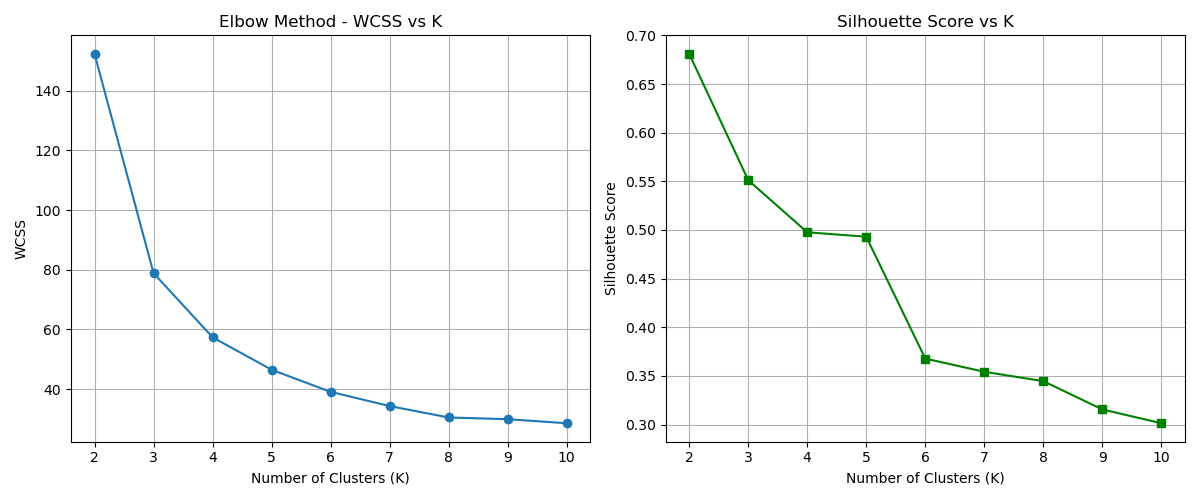 Elbow Method - WCSS vs K
WCSS
140
120
100
80
60
40
2 3 4 5 6 7 8 9 10
Number of Clusters (K)
Silhouette Score vs K
Silhouette Score
0.70
0.65
0.60
0.55
0.50
0.45
0.40
0.35
0.30
2 3 4 5 6 7 8 9 10
Number of Clusters (K)